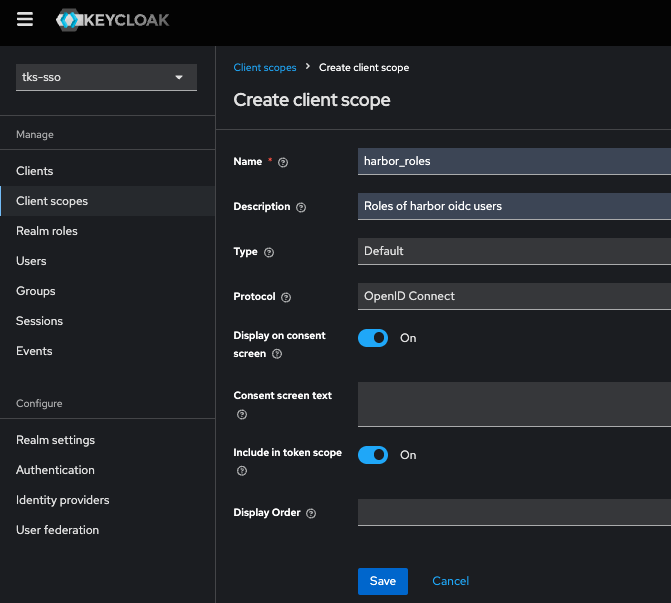 KEYCLOAK
tks-sso
Manage
Clients
Client scopes
Realm roles
Users
Groups
Sessions
Events
Configure
Realm settings
Authentication
Identity providers
User federation
Client scopes > Create client scope
Create client scope
Name * harbor_roles
Description Roles of harbor oidc users
Type Default
Protocol OpenID Connect
Display on consent
screen On
Consent screen text
Include in token scope On
Display Order
Save Cancel